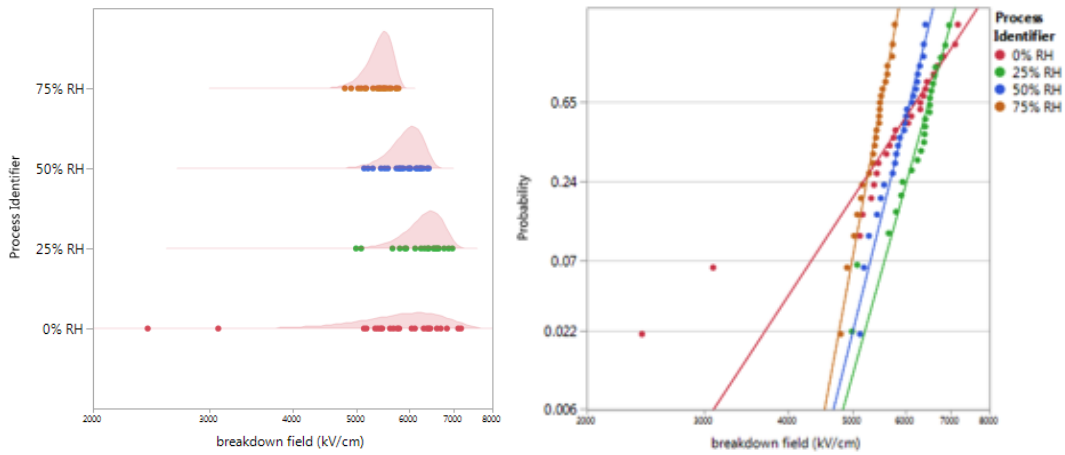 Process Identifier
75% RH
50% RH
25% RH
0% RH
2000
3000
4000
5000
6000
7000
8000
breakdown field (kV/cm)
Probability
0.65
0.24
0.07
0.022
0.006
2000
3000
4000
5000
6000
7000
8000
breakdown field (kV/cm)
Process
Identifier
0% RH
25% RH
50% RH
75% RH